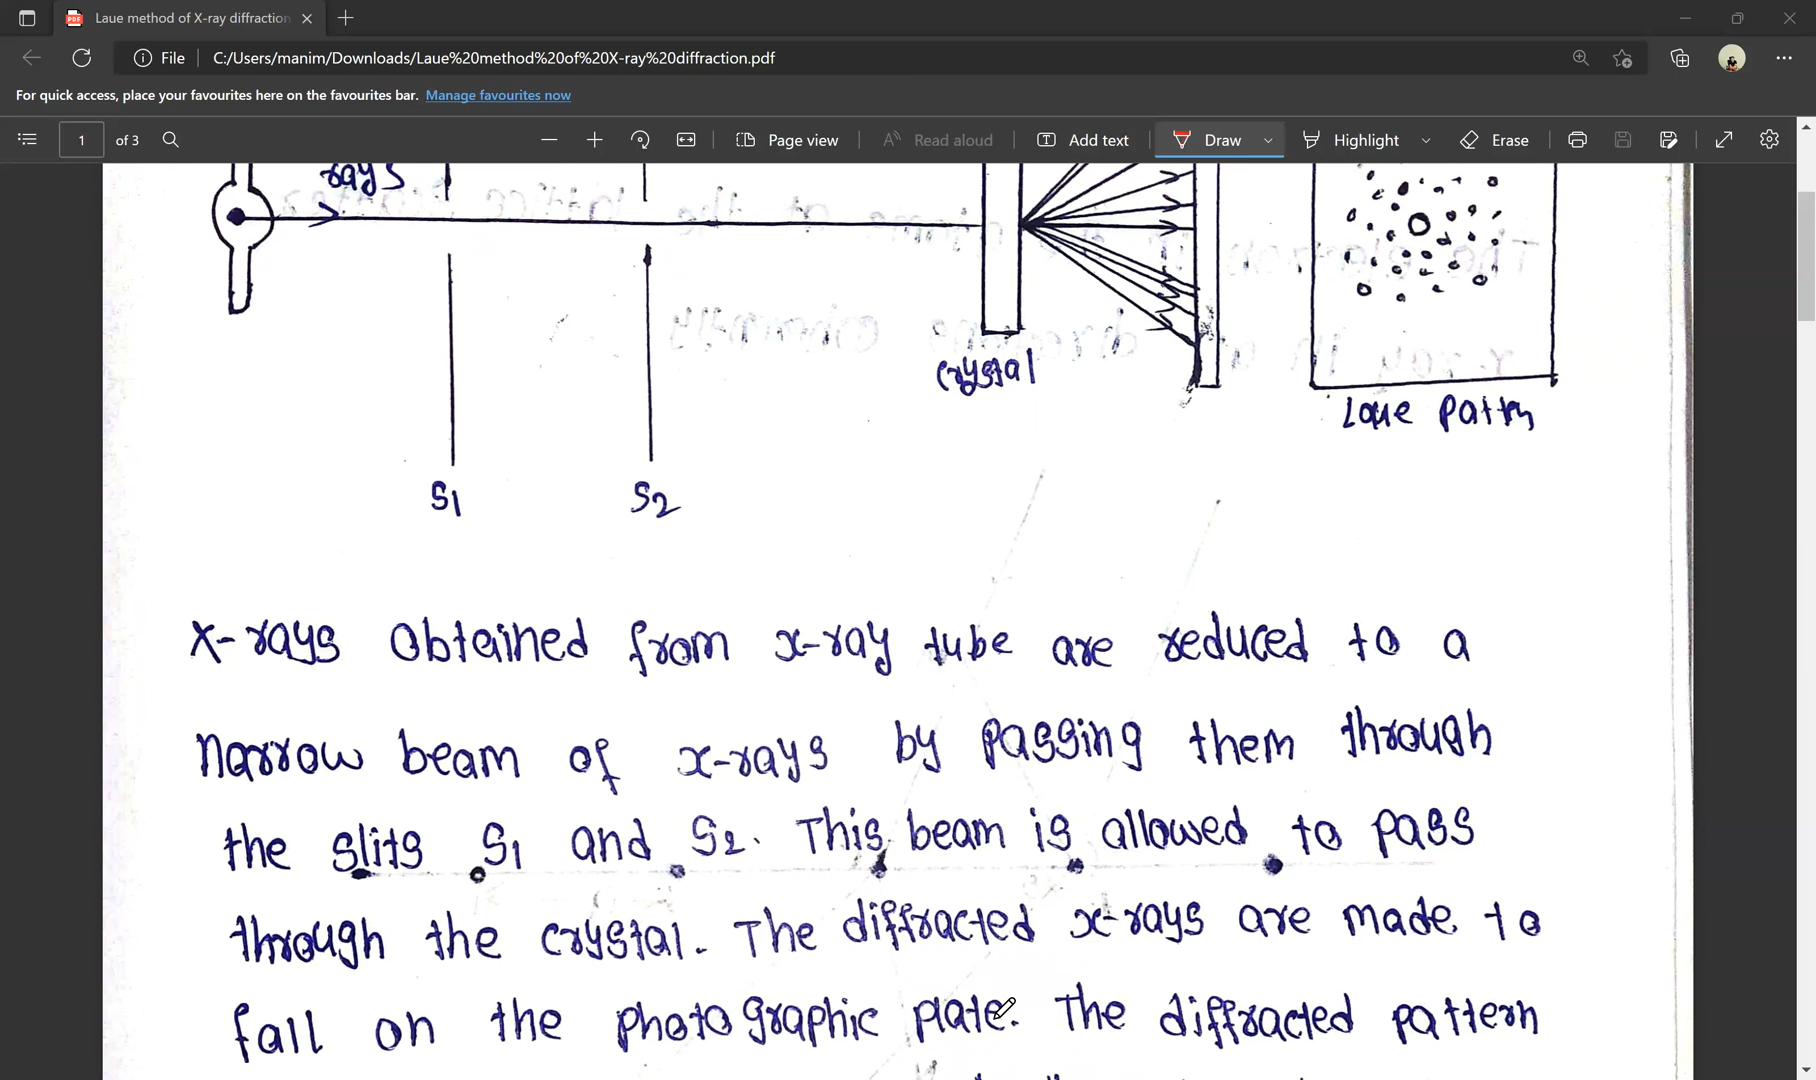 Laue method of X-ray diffraction
File C:/Users/manim/Downloads/Laue%20method%20of%20X-ray%20diffraction.pdf
For quick access, place your favourites here on the favourites bar. Manage favourites now
1 of 3 Page view Read aloud Add text Draw Highlight Erase
rays
crystal
Laue Pattern
S1 S2
X-rays obtained from x-ray tube are reduced to a
narrow beam of x-rays by passing them through
the slits S1 and S2. This beam is allowed to pass
through the crystal. The diffracted x-rays are made to
fall on the photographic plate. The diffracted pattern